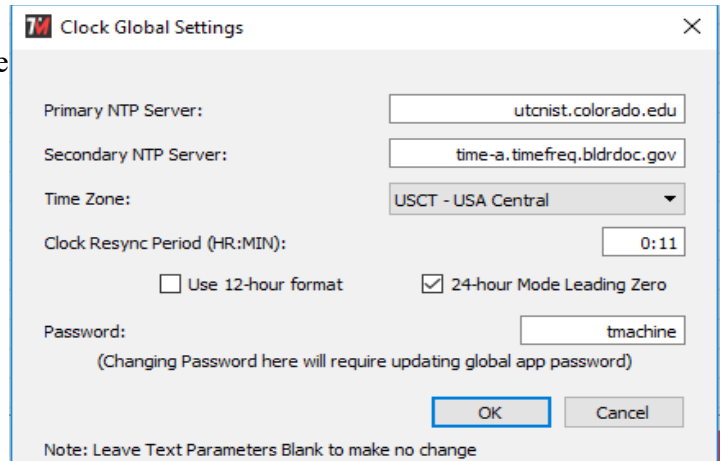 7M Clock Global Settings
e
Primary NTP Server: utcnist.colorado.edu
Secondary NTP Server: time-a.timefreq.bldrdoc.gov
Time Zone: USCT - USA Central
Clock Resync Period (HR:MIN): 0:11
Use 12-hour format 24-hour Mode Leading Zero
Password: tmachine
(Changing Password here will require updating global app password)
OK Cancel
Note: Leave Text Parameters Blank to make no change